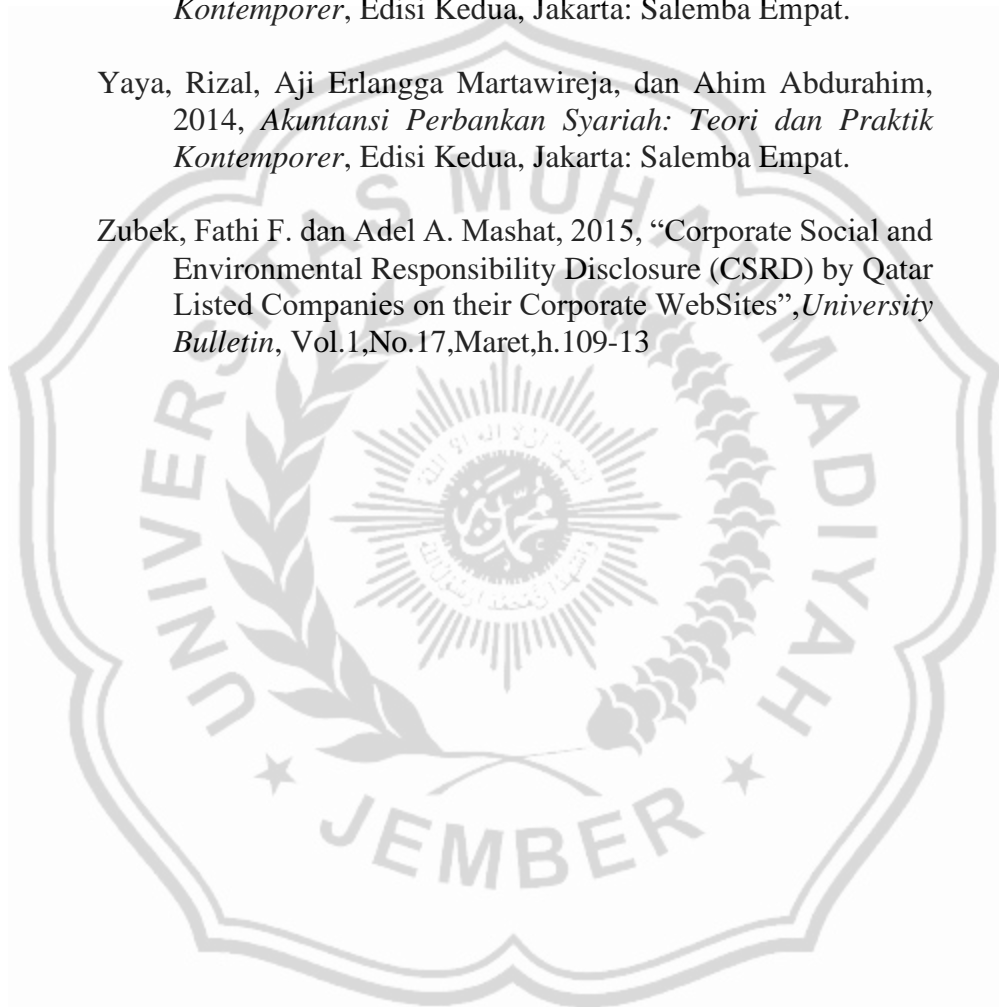 Kontemporer, Edisi Kedua, Jakarta: Salemba Empat.
Yaya, Rizal, Aji Erlangga Martawireja, dan Ahim Abdurahim,
2014, Akuntansi Perbankan Syariah: Teori dan Praktik
Kontemporer, Edisi Kedua, Jakarta: Salemba Empat.
Zubek, Fathi F. dan Adel A. Mashat, 2015, “Corporate Social and
Environmental Responsibility Disclosure (CSRD) by Qatar
Listed Companies on their Corporate WebSites”,University
Bulletin, Vol.1,No.17,Maret,h.109-13
UNIVERSITAS MUHAMMADIYAH
JEMBER